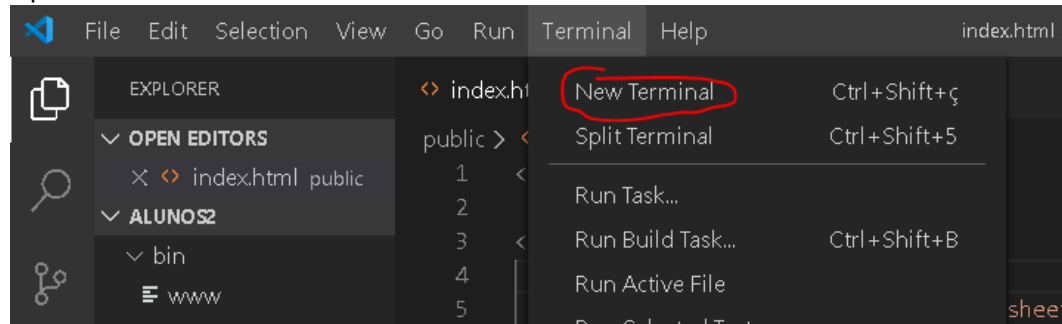 File Edit Selection View Go Run Terminal Help index.html
EXPLORER
OPEN EDITORS
index.html public
ALUNOS2
bin
www
index.ht
public >
1 <
2
3 <
4
5
New Terminal Ctrl+Shift+ç
Split Terminal Ctrl+Shift+5
Run Task...
Run Build Task... Ctrl+Shift+B
Run Active File
shee